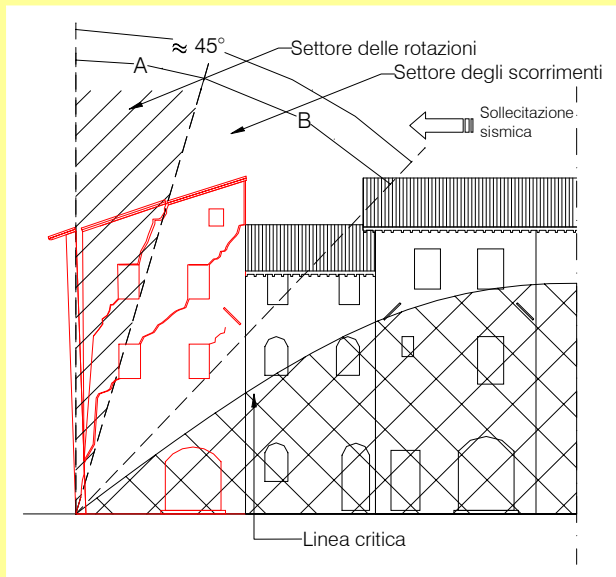 ≈ 45°
Settore delle rotazioni
A
Settore degli scorrimenti
B
Sollecitazione
sismica
Linea critica